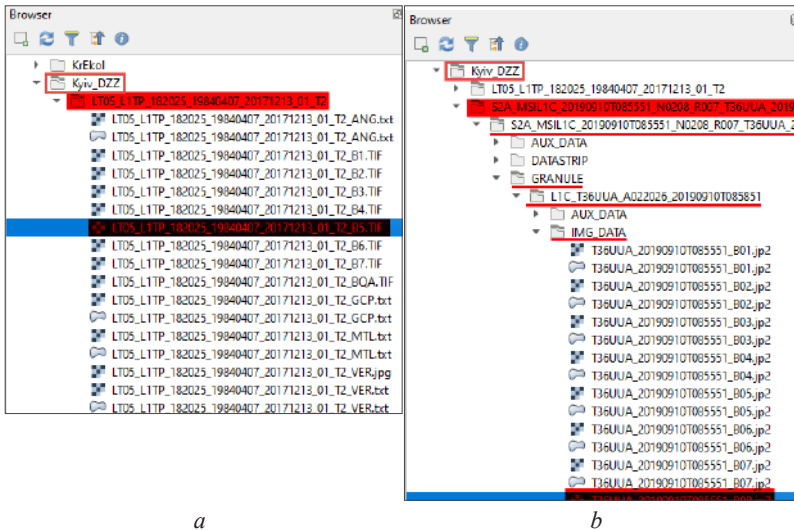 Browser
KrEkol
Kyiv_DZZ
LT05_L1TP_182025_19840407_20171213_01_T2
LT05_L1TP_182025_19840407_20171213_01_T2_ANG.txt
LT05_L1TP_182025_19840407_20171213_01_T2_ANG.txt
LT05_L1TP_182025_19840407_20171213_01_T2_B1.TIF
LT05_L1TP_182025_19840407_20171213_01_T2_B2.TIF
LT05_L1TP_182025_19840407_20171213_01_T2_B3.TIF
LT05_L1TP_182025_19840407_20171213_01_T2_B4.TIF
LT05_L1TP_182025_19840407_20171213_01_T2_B5.TIF
LT05_L1TP_182025_19840407_20171213_01_T2_B6.TIF
LT05_L1TP_182025_19840407_20171213_01_T2_B7.TIF
LT05_L1TP_182025_19840407_20171213_01_T2_BQA.TIF
LT05_L1TP_182025_19840407_20171213_01_T2_GCP.txt
LT05_L1TP_182025_19840407_20171213_01_T2_GCP.txt
LT05_L1TP_182025_19840407_20171213_01_T2_MTL.txt
LT05_L1TP_182025_19840407_20171213_01_T2_MTL.txt
LT05_L1TP_182025_19840407_20171213_01_T2_VER.jpg
LT05_L1TP_182025_19840407_20171213_01_T2_VER.txt
LT05_L1TP_182025_19840407_20171213_01_T2_VER.txt
a
Browser
Kyiv_DZZ
LT05_L1TP_182025_19840407_20171213_01_T2
S2A_MSIL1C_20190910T085551_N0208_R007_T36UUA_2019
S2A_MSIL1C_20190910T085551_N0208_R007_T36UUA_2
AUX_DATA
DATASTRIP
GRANULE
L1C_T36UUA_A022026_20190910T085851
AUX_DATA
IMG_DATA
T36UUA_20190910T085551_B01.jp2
T36UUA_20190910T085551_B01.jp2
T36UUA_20190910T085551_B02.jp2
T36UUA_20190910T085551_B02.jp2
T36UUA_20190910T085551_B03.jp2
T36UUA_20190910T085551_B03.jp2
T36UUA_20190910T085551_B04.jp2
T36UUA_20190910T085551_B04.jp2
T36UUA_20190910T085551_B05.jp2
T36UUA_20190910T085551_B05.jp2
T36UUA_20190910T085551_B06.jp2
T36UUA_20190910T085551_B06.jp2
T36UUA_20190910T085551_B07.jp2
T36UUA_20190910T085551_B07.jp2
b